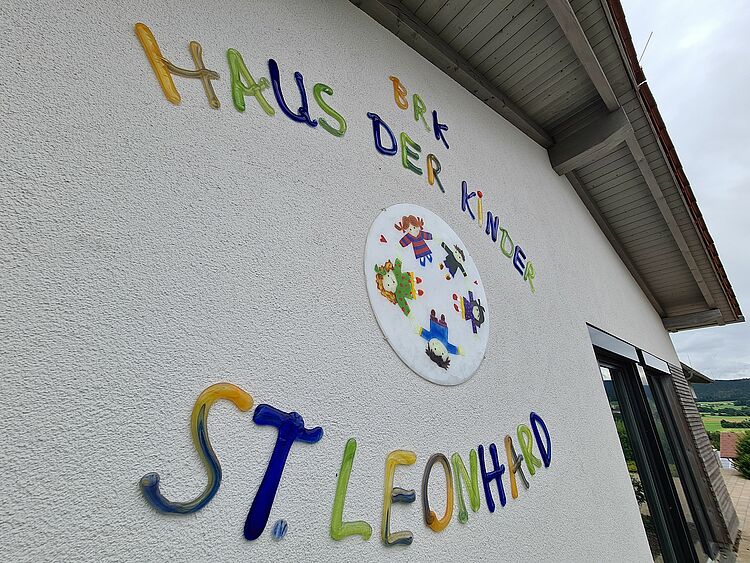 BRK
HAUS DER KINDER
ST. LEONHARD